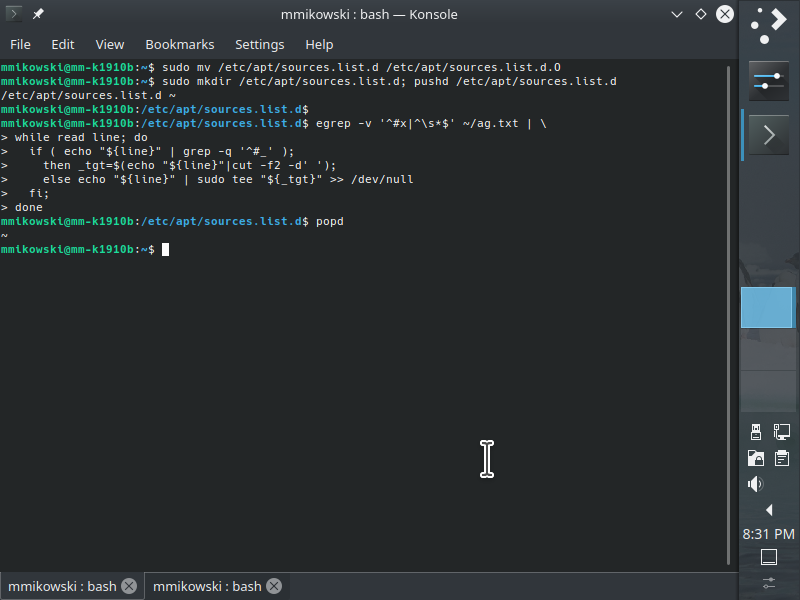 mmikowski : bash — Konsole
File Edit View Bookmarks Settings Help
mmikowski@mm-k1910b:~$ sudo mv /etc/apt/sources.list.d /etc/apt/sources.list.d.O
mmikowski@mm-k1910b:~$ sudo mkdir /etc/apt/sources.list.d; pushd /etc/apt/sources.list.d
/etc/apt/sources.list.d ~
mmikowski@mm-k1910b:/etc/apt/sources.list.d$
mmikowski@mm-k1910b:/etc/apt/sources.list.d$ egrep -v '^#x|^\s*$' ~/ag.txt | \
> while read line; do
>   if ( echo "${line}" | grep -q '^#_' );
>     then _tgt=$(echo "${line}"|cut -f2 -d' ');
>     else echo "${line}" | sudo tee "${_tgt}" >> /dev/null
>   fi;
> done
mmikowski@mm-k1910b:/etc/apt/sources.list.d$ popd
~
mmikowski@mm-k1910b:~$
8:31 PM
mmikowski : bash
mmikowski : bash